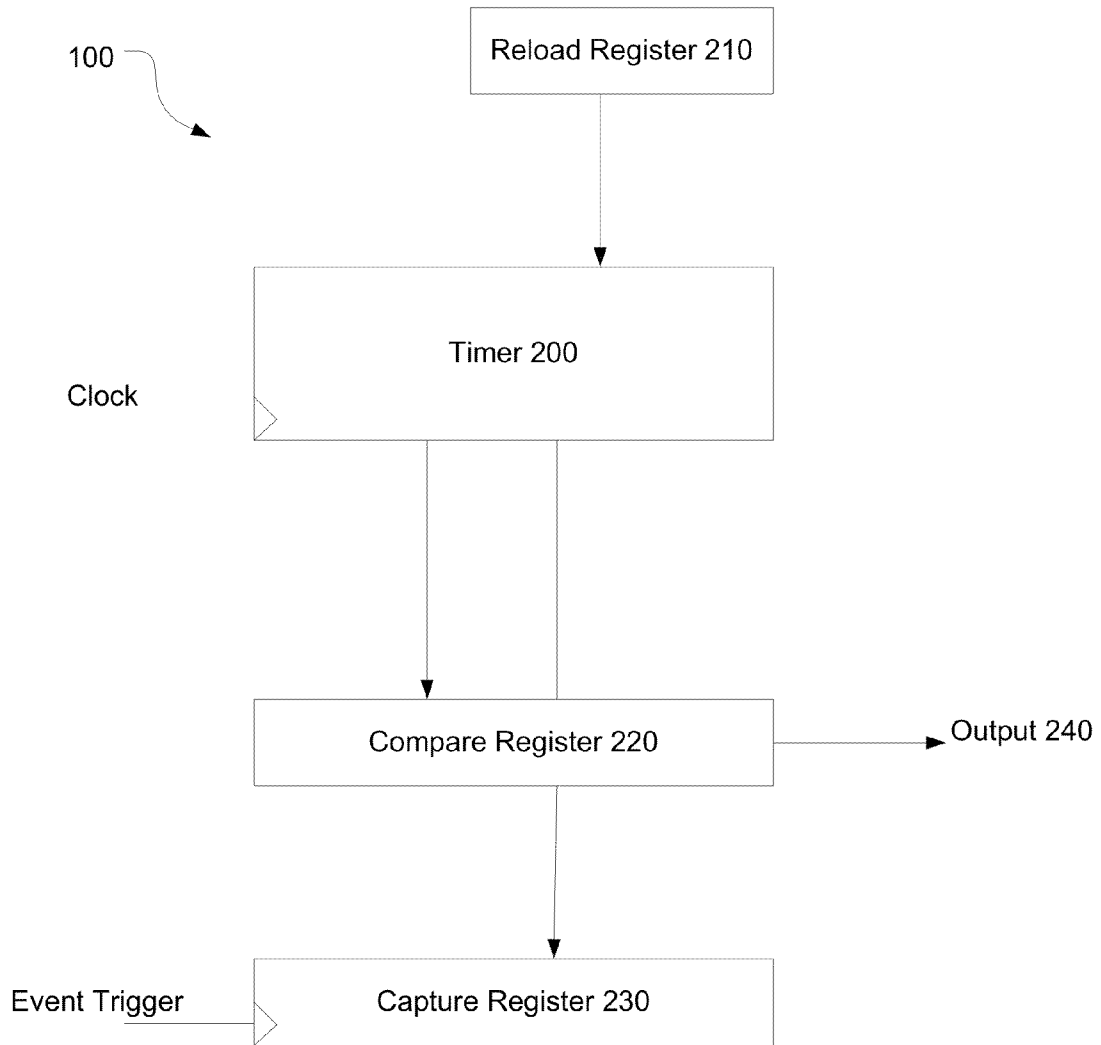 Reload Register 210
100
Timer 200
Clock
Compare Register 220
Output 240
Event Trigger
Capture Register 230